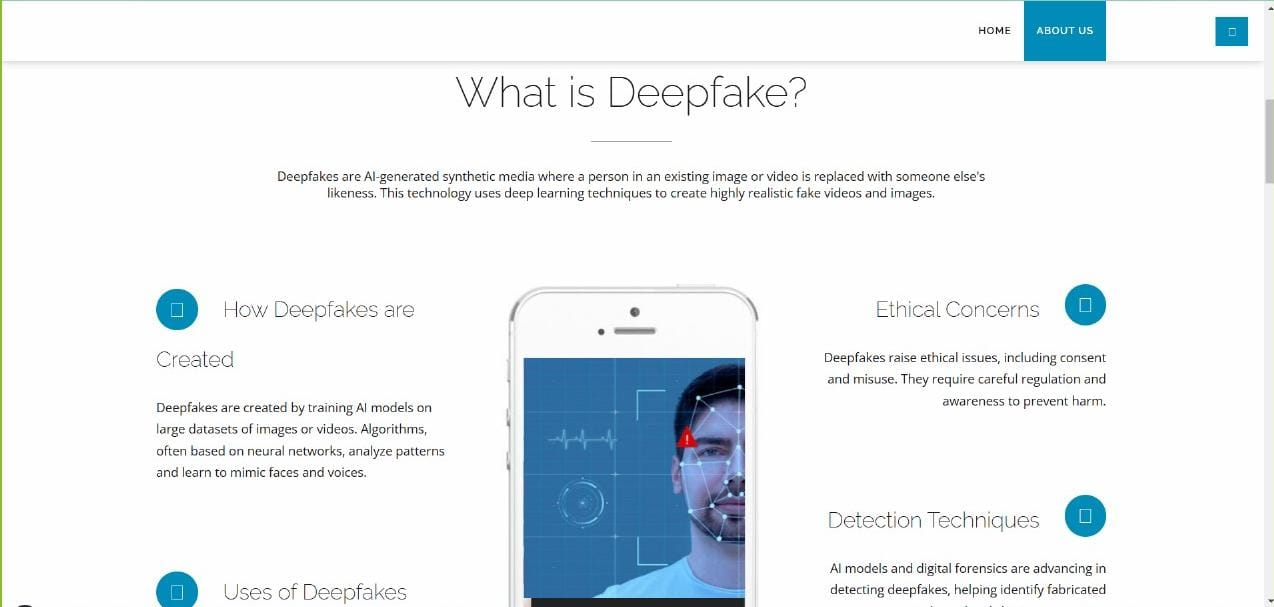 HOME ABOUT US
What is Deepfake?
Deepfakes are AI-generated synthetic media where a person in an existing image or video is replaced with someone else's
likeness. This technology uses deep learning techniques to create highly realistic fake videos and images.
How Deepfakes are
Created
Deepfakes are created by training AI models on
large datasets of images or videos. Algorithms,
often based on neural networks, analyze patterns
and learn to mimic faces and voices.
Uses of Deepfakes
Ethical Concerns
Deepfakes raise ethical issues, including consent
and misuse. They require careful regulation and
awareness to prevent harm.
Detection Techniques
AI models and digital forensics are advancing in
detecting deepfakes, helping identify fabricated